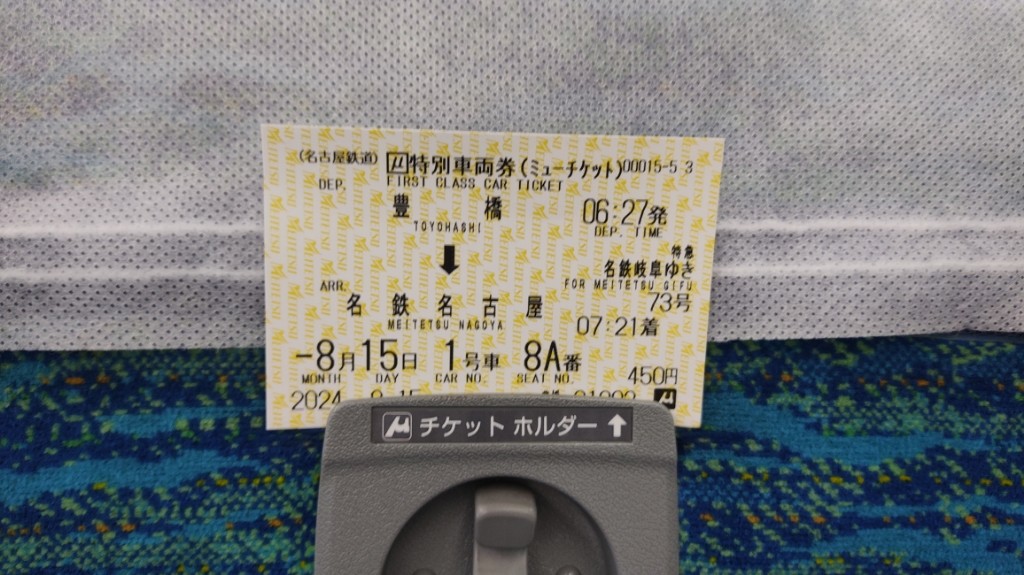 (名古屋鉄道) μ特別車両券(ミューチケット)00015-53
DEP. FIRST CLASS CAR TICKET
豊橋 06:27発
TOYOHASHI DEP. TIME
↓
特急
名鉄岐阜ゆき
FOR MEITETSU GIFU
ARR.
名鉄名古屋 73号
MEITETSU NAGOYA 07:21着
-8月15日 1号車 8A番
MONTH DAY CAR NO. SEAT NO. 450円
2024
μ チケット ホルダー ↑